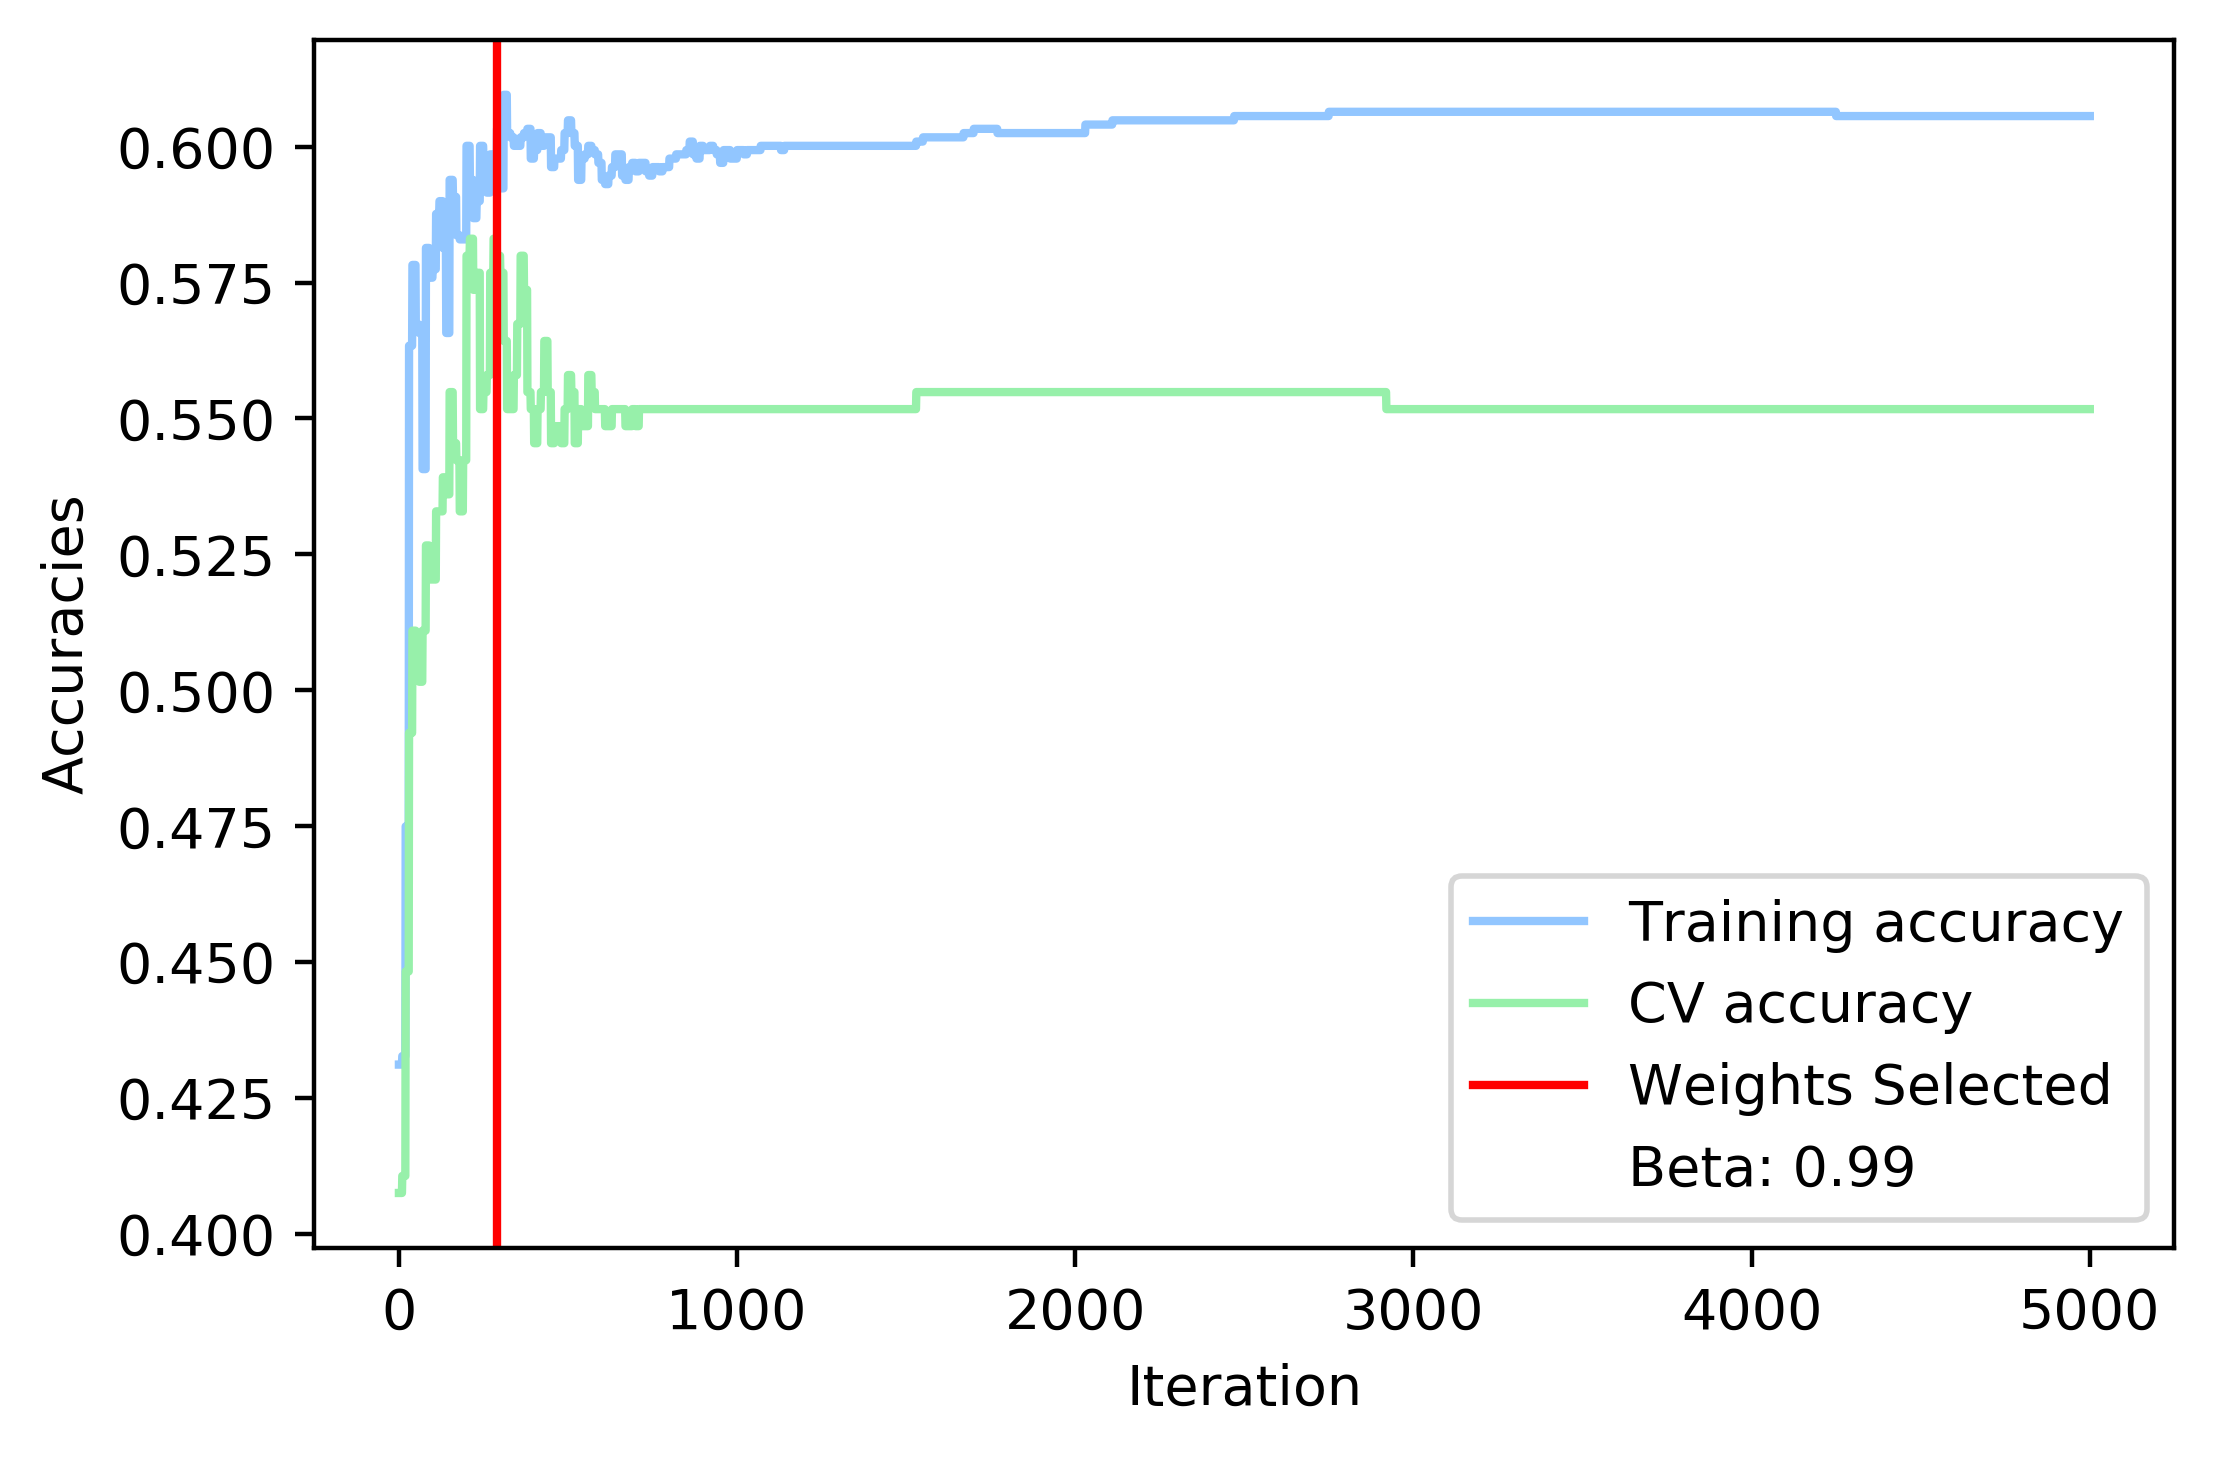 0.600
0.575
0.550
0.525
0.500
0.475
0.450
0.425
0.400
Accuracies
Training accuracy
CV accuracy
Weights Selected
Beta: 0.99
0 1000 2000 3000 4000 5000
Iteration